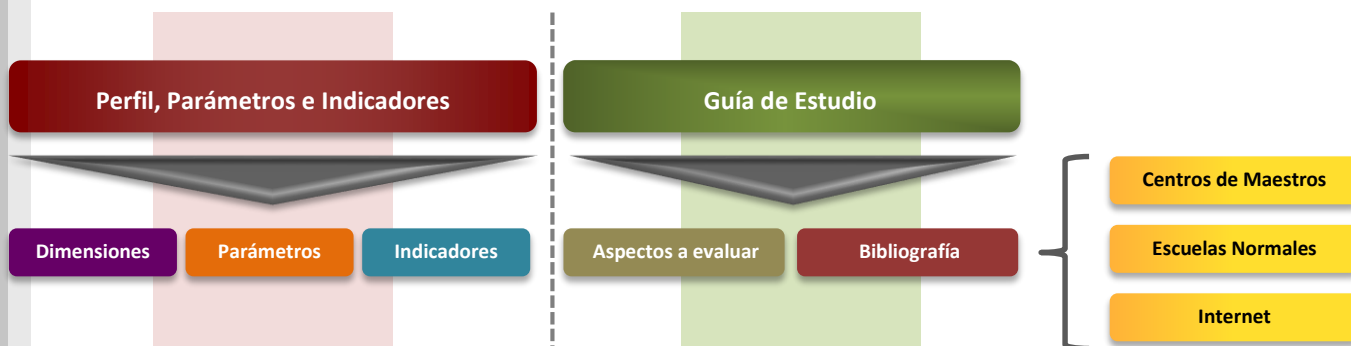 Perfil, Parámetros e Indicadores
Guía de Estudio
Dimensiones
Parámetros
Indicadores
Aspectos a evaluar
Bibliografía
Centros de Maestros
Escuelas Normales
Internet